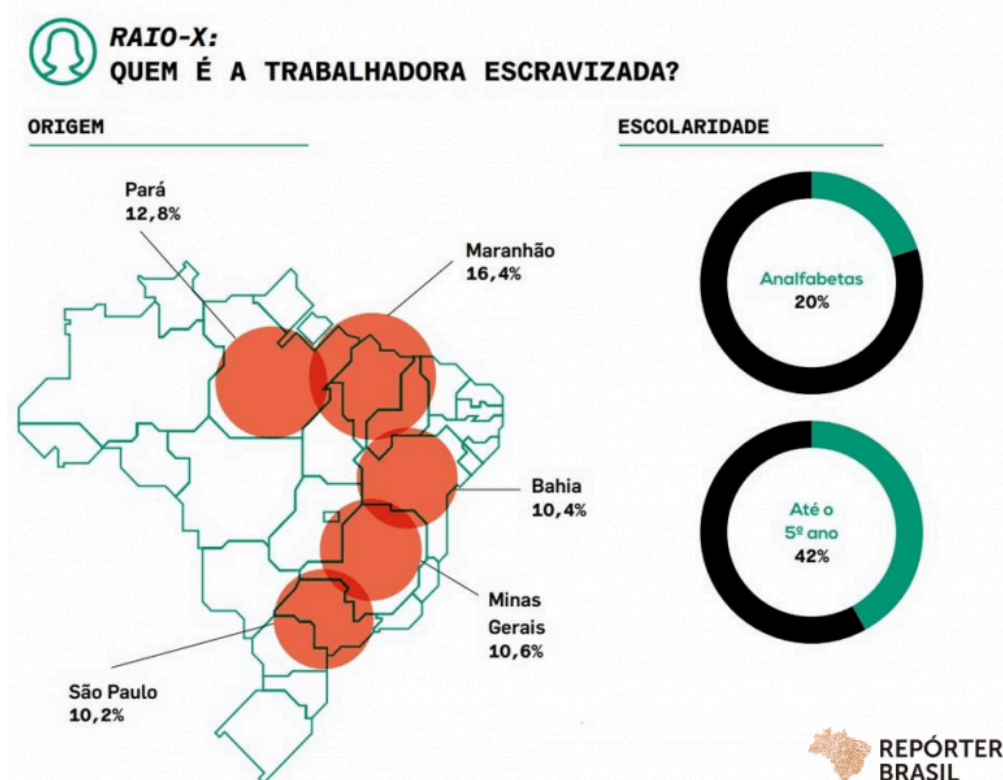 RAIO-X:
QUEM É A TRABALHADORA ESCRAVIZADA?
ORIGEM
Pará
12,8%
Maranhão
16,4%
Bahia
10,4%
Minas
Gerais
10,6%
São Paulo
10,2%
ESCOLARIDADE
Analfabetas
20%
Até o
5º ano
42%
REPÓRTER
BRASIL